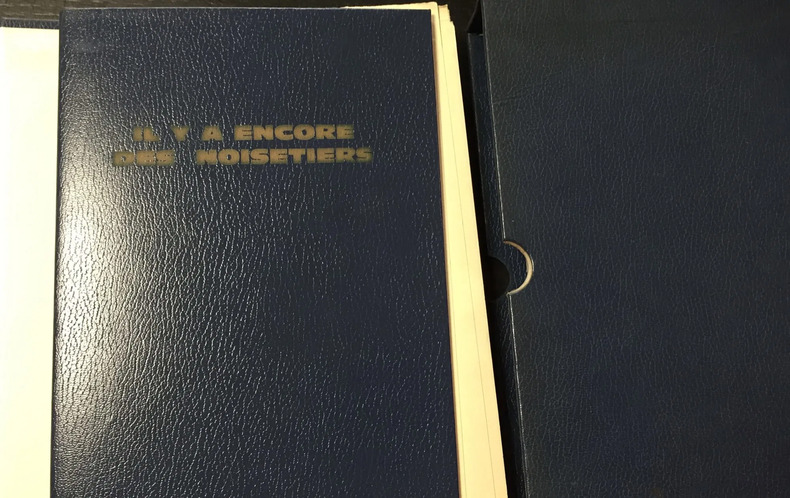 IL Y A ENCORE
DES NOISETIERS